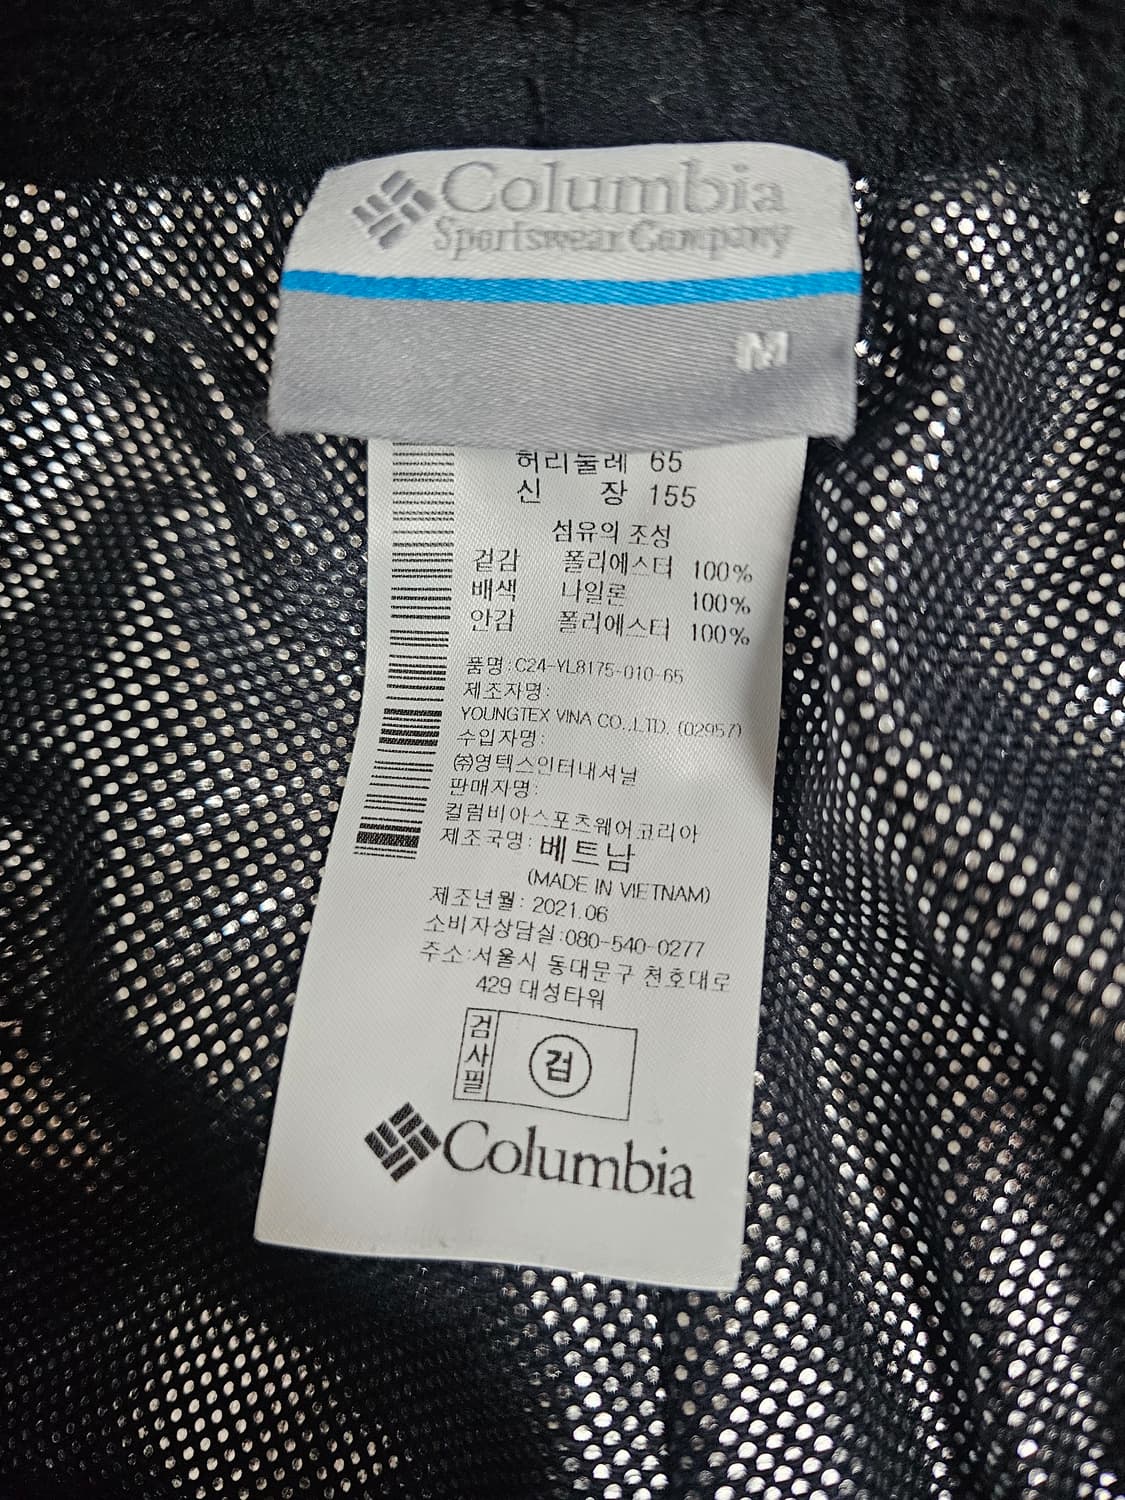 Columbia
Sportswear Company
M
허리둘레 65
신 장 155
섬유의 조성
겉감 폴리에스터 100%
배색 나일론 100%
안감 폴리에스터 100%
품명:C24-YL8175-010-65
제조자명:
YOUNGTEX VINA CO.,LTD. (02957)
수입자명:
㈜영텍스인터내셔널
판매자명:
컬럼비아스포츠웨어코리아
제조국명:베트남
(MADE IN VIETNAM)
제조년월: 2021.06
소비자상담실:080-540-0277
주소:서울시 동대문구 천호대로
429 대성타워
검사필
검
Columbia